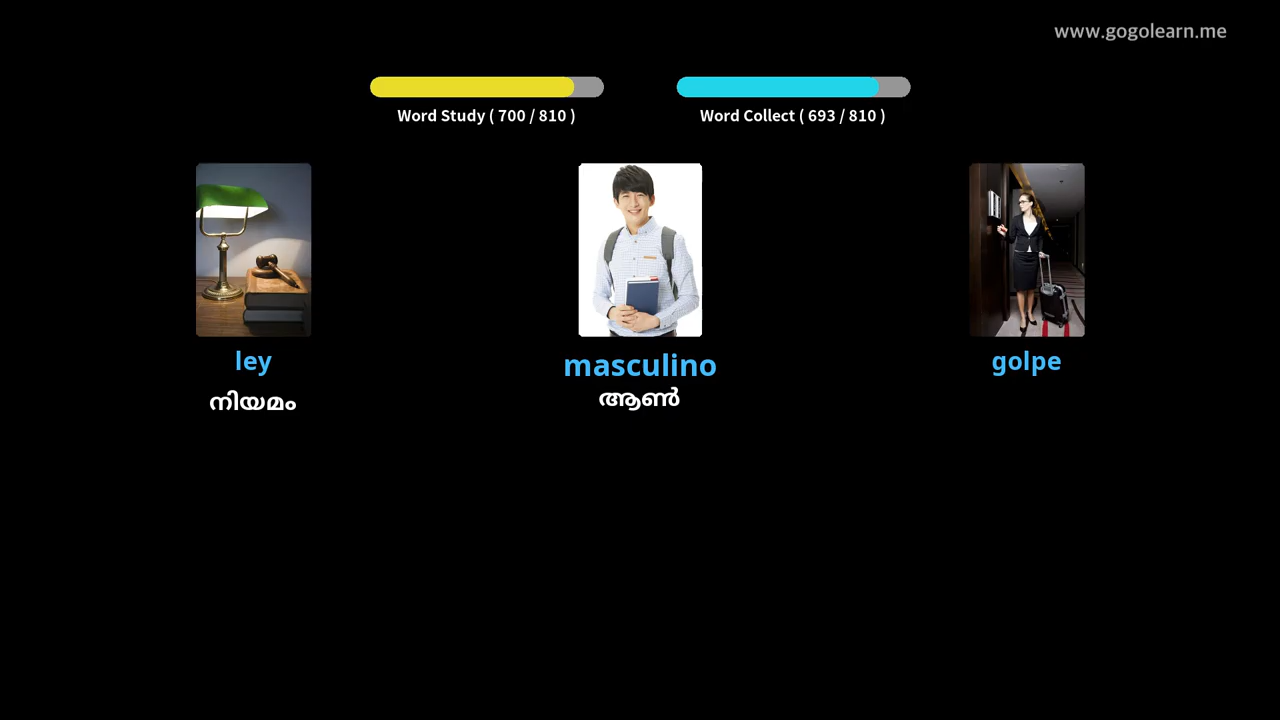 www.gogolearn.me
Word Study ( 700 / 810 )
Word Collect ( 693 / 810 )
ley
masculino
golpe
നിയമം
ആൺ